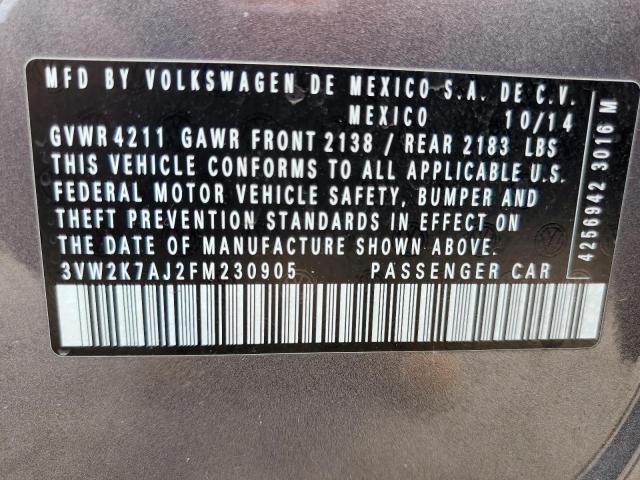 MFD BY VOLKSWAGEN DE MEXICO S.A. DE C.V.
MEXICO 10/14
GVWR 4211 GAWR FRONT 2138 / REAR 2183 LBS
THIS VEHICLE CONFORMS TO ALL APPLICABLE U.S.
FEDERAL MOTOR VEHICLE SAFETY, BUMPER AND
THEFT PREVENTION STANDARDS IN EFFECT ON
THE DATE OF MANUFACTURE SHOWN ABOVE.
3VW2K7AJ2FM230905 PASSENGER CAR
4256942 3016 M